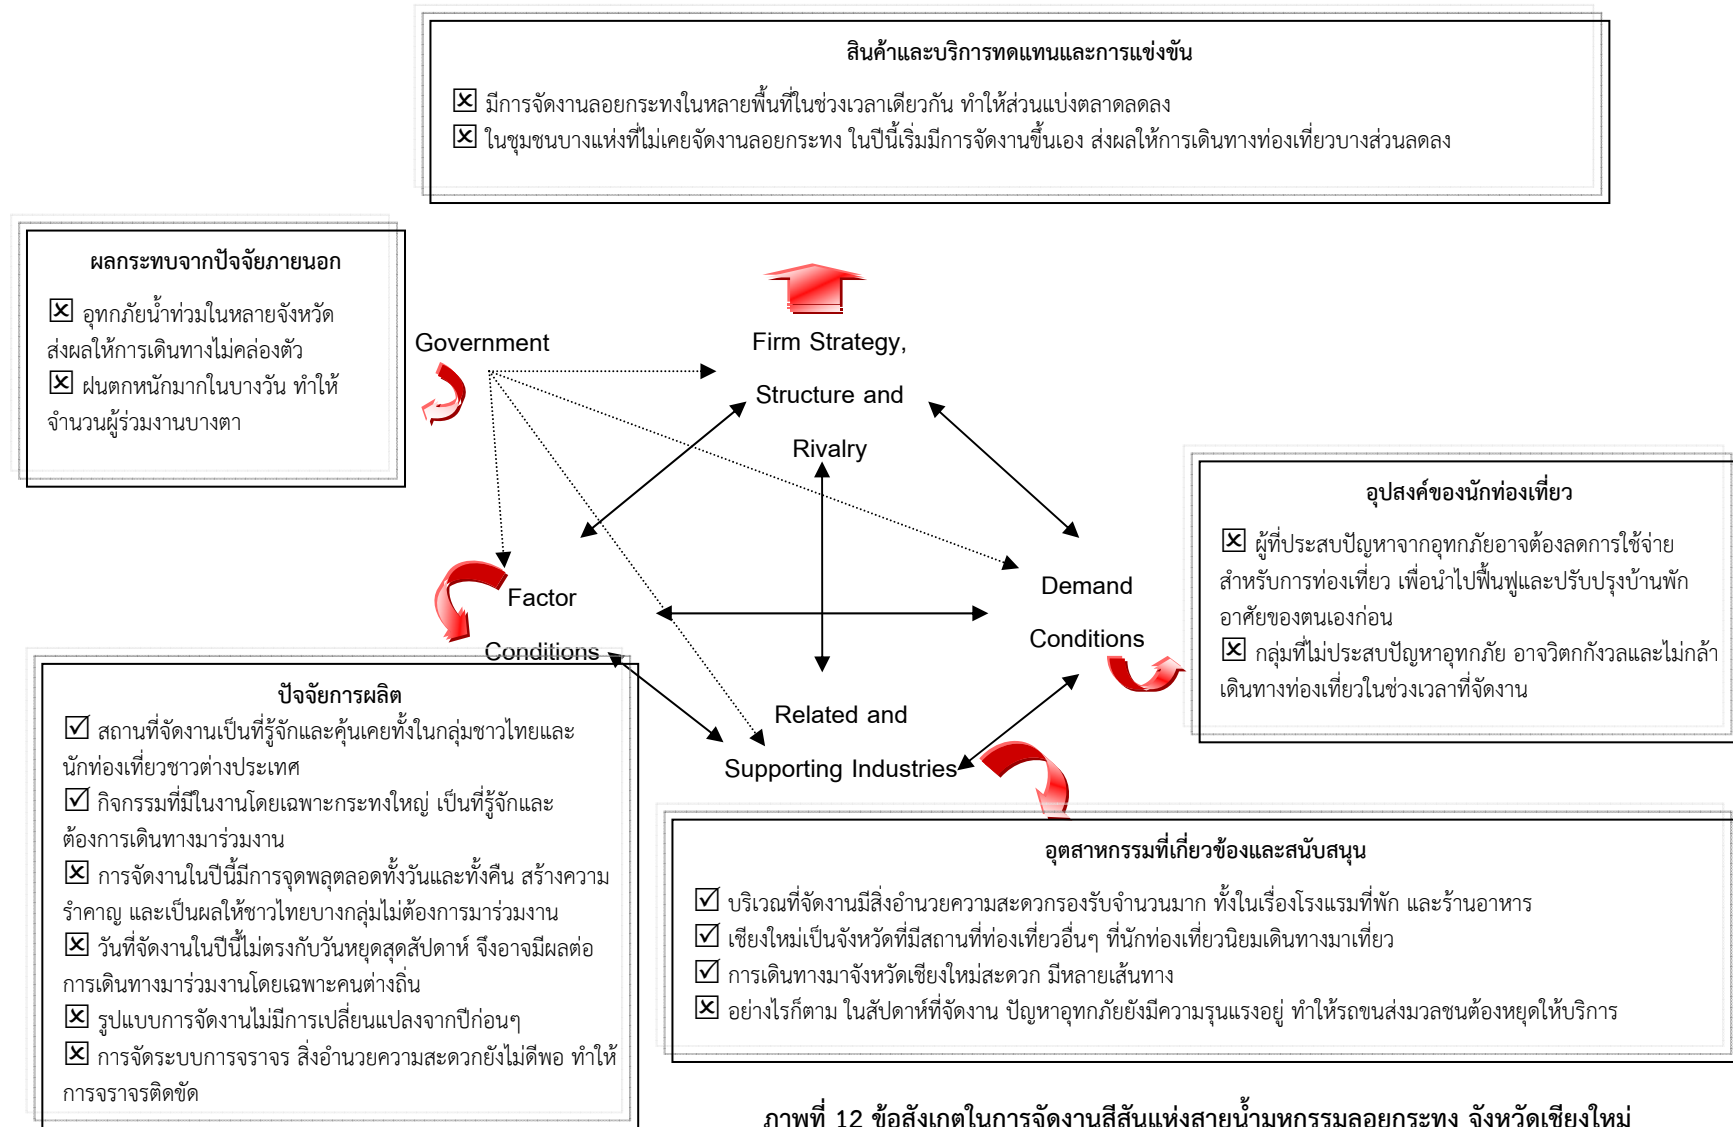 สินค้าและบริการทดแทนและการแข่งขัน
☒ มีการจัดงานลอยกระทงในหลายพื้นที่ในช่วงเวลาเดียวกัน ทำให้ส่วนแบ่งตลาดลดลง
☒ ในชุมชนบางแห่งที่ไม่เคยจัดงานลอยกระทง ในปีนี้เริ่มมีการจัดงานขึ้นเอง ส่งผลให้การเดินทางท่องเที่ยวบางส่วนลดลง
ผลกระทบจากปัจจัยภายนอก
☒ อุทกภัยน้ำท่วมในหลายจังหวัด
ส่งผลให้การเดินทางไม่คล่องตัว
☒ ฝนตกหนักมากในบางวัน ทำให้
จำนวนผู้ร่วมงานบางตา
Government
Firm Strategy,
Structure and
Rivalry
Factor
Conditions
Demand
Conditions
Related and
Supporting Industries
อุปสงค์ของนักท่องเที่ยว
☒ ผู้ที่ประสบปัญหาจากอุทกภัยอาจต้องลดการใช้จ่าย
สำหรับการท่องเที่ยว เพื่อนำไปฟื้นฟูและปรับปรุงบ้านพัก
อาศัยของตนเองก่อน
☒ กลุ่มที่ไม่ประสบปัญหาอุทกภัย อาจวิตกกังวลและไม่กล้า
เดินทางท่องเที่ยวในช่วงเวลาที่จัดงาน
ปัจจัยการผลิต
☑ สถานที่จัดงานเป็นที่รู้จักและคุ้นเคยทั้งในกลุ่มชาวไทยและ
นักท่องเที่ยวชาวต่างประเทศ
☑ กิจกรรมที่มีในงานโดยเฉพาะกระทงใหญ่ เป็นที่รู้จักและ
ต้องการเดินทางมาร่วมงาน
☒ การจัดงานในปีนี้มีการจุดพลุตลอดทั้งวันและทั้งคืน สร้างความ
รำคาญ และเป็นผลให้ชาวไทยบางกลุ่มไม่ต้องการมาร่วมงาน
☒ วันที่จัดงานในปีนี้ไม่ตรงกับวันหยุดสุดสัปดาห์ จึงอาจมีผลต่อ
การเดินทางมาร่วมงานโดยเฉพาะคนต่างถิ่น
☒ รูปแบบการจัดงานไม่มีการเปลี่ยนแปลงจากปีก่อนๆ
☒ การจัดระบบการจราจร สิ่งอำนวยความสะดวกยังไม่ดีพอ ทำให้
การจราจรติดขัด
อุตสาหกรรมที่เกี่ยวข้องและสนับสนุน
☑ บริเวณที่จัดงานมีสิ่งอำนวยความสะดวกรองรับจำนวนมาก ทั้งในเรื่องโรงแรมที่พัก และร้านอาหาร
☑ เชียงใหม่เป็นจังหวัดที่มีสถานที่ท่องเที่ยวอื่นๆ ที่นักท่องเที่ยวนิยมเดินทางมาเที่ยว
☑ การเดินทางมาจังหวัดเชียงใหม่สะดวก มีหลายเส้นทาง
☒ อย่างไรก็ตาม ในสัปดาห์ที่จัดงาน ปัญหาอุทกภัยยังมีความรุนแรงอยู่ ทำให้รถขนส่งมวลชนต้องหยุดให้บริการ
ภาพที่ 12 ข้อสังเกตในการจัดงานสีสันแห่งสายน้ำมหกรรมลอยกระทง จังหวัดเชียงใหม่